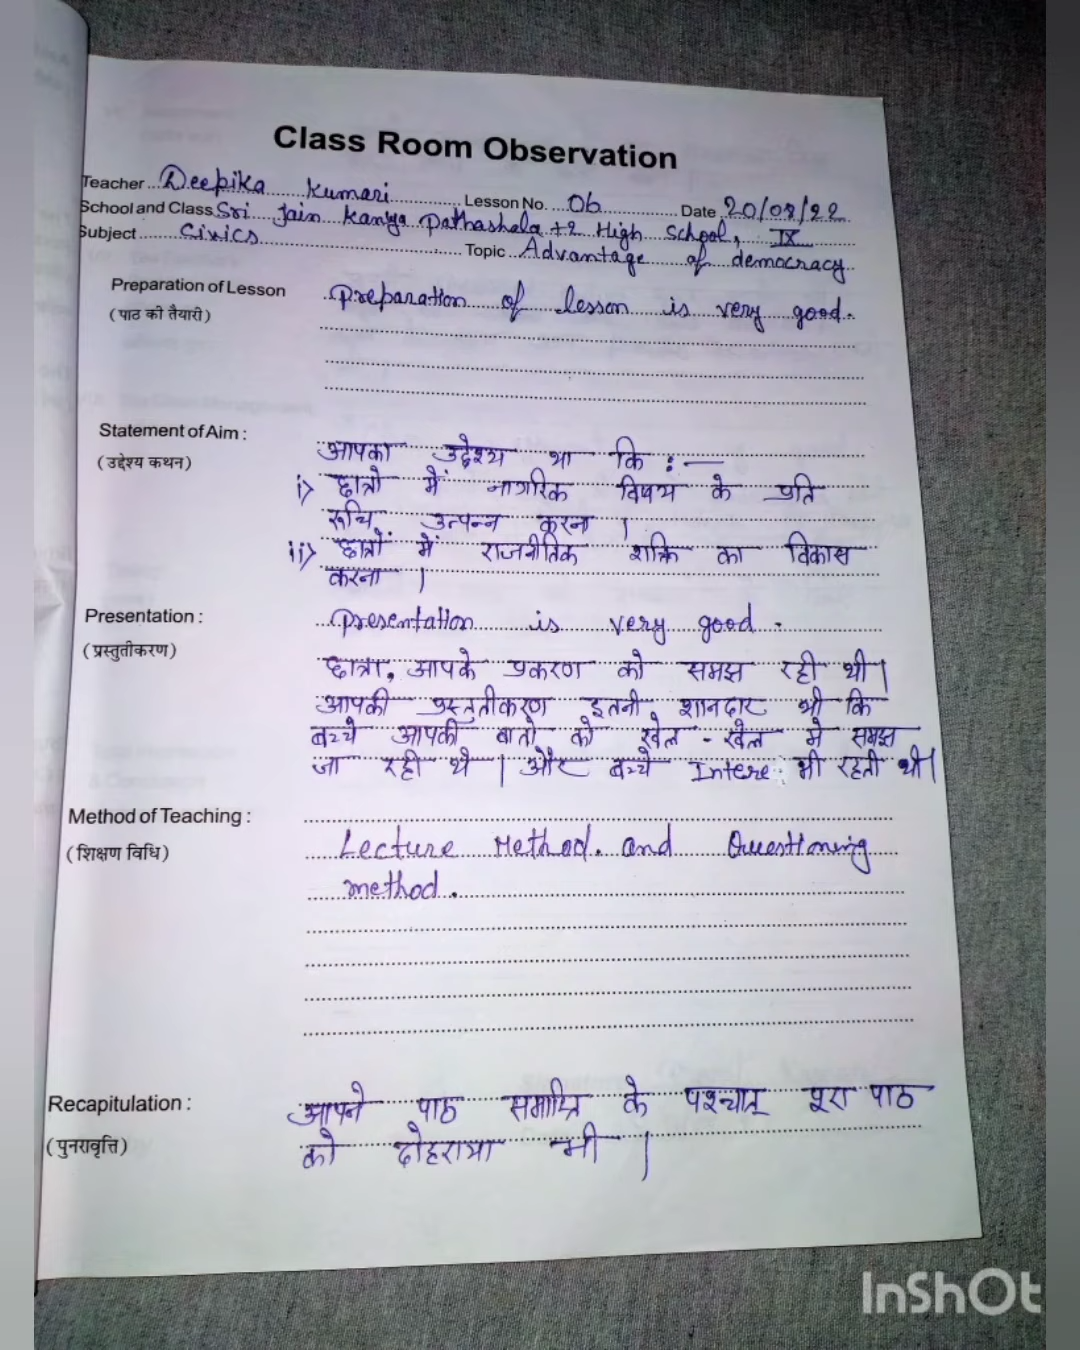 Class Room Observation
Teacher Deepika Kumari Lesson No. 06 Date 20/08/22
School and Class Sri Jain Kanya Pathashala +2 High School, IX
Subject Civics Topic Advantage of democracy
Preparation of Lesson Preparation of lesson is very good.
(पाठ की तैयारी)
Statement of Aim : आपका उद्देश्य था कि :—
(उद्देश्य कथन) i> छात्रों में नागरिक विषय के प्रति
रूचि उत्पन्न करना ।
ii> छात्रों में राजनीतिक शक्ति का विकास
करना ।
Presentation : Presentation is very good.
(प्रस्तुतीकरण) छात्रा, आपके प्रकरण को समझ रही थी।
आपकी प्रस्तुतीकरण इतनी शानदार थी कि
बच्चे आपकी बातो को खेल - खेल मे समझ
जा रही थे । और बच्चे Intere भी रहती थी।
Method of Teaching :
(शिक्षण विधि) Lecture Method. and Questioning
method.
Recapitulation : आपने पाठ समाप्ति के पश्चात् पूरा पाठ
(पुनरावृत्ति) को दोहराया भी ।
InShOt